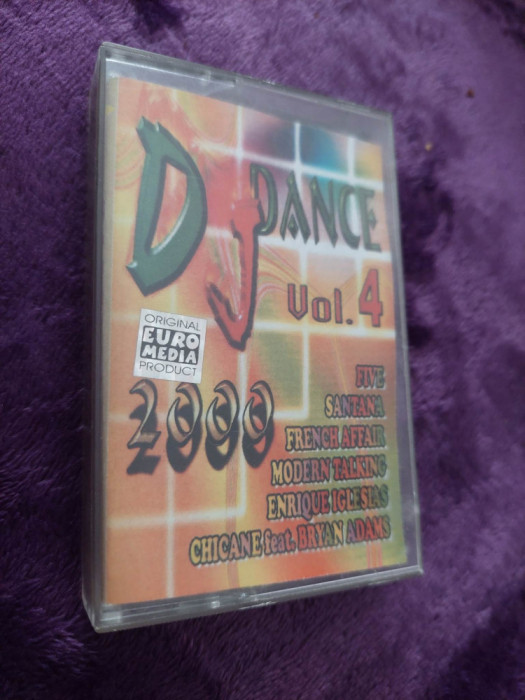 DJ DANCE
Vol. 4
ORIGINAL
EURO
MEDIA
PRODUCT
2000
FIVE
SANTANA
FRENCH AFFAIR
MODERN TALKING
ENRIQUE IGLESIAS
CHICANE feat. BRYAN ADAMS